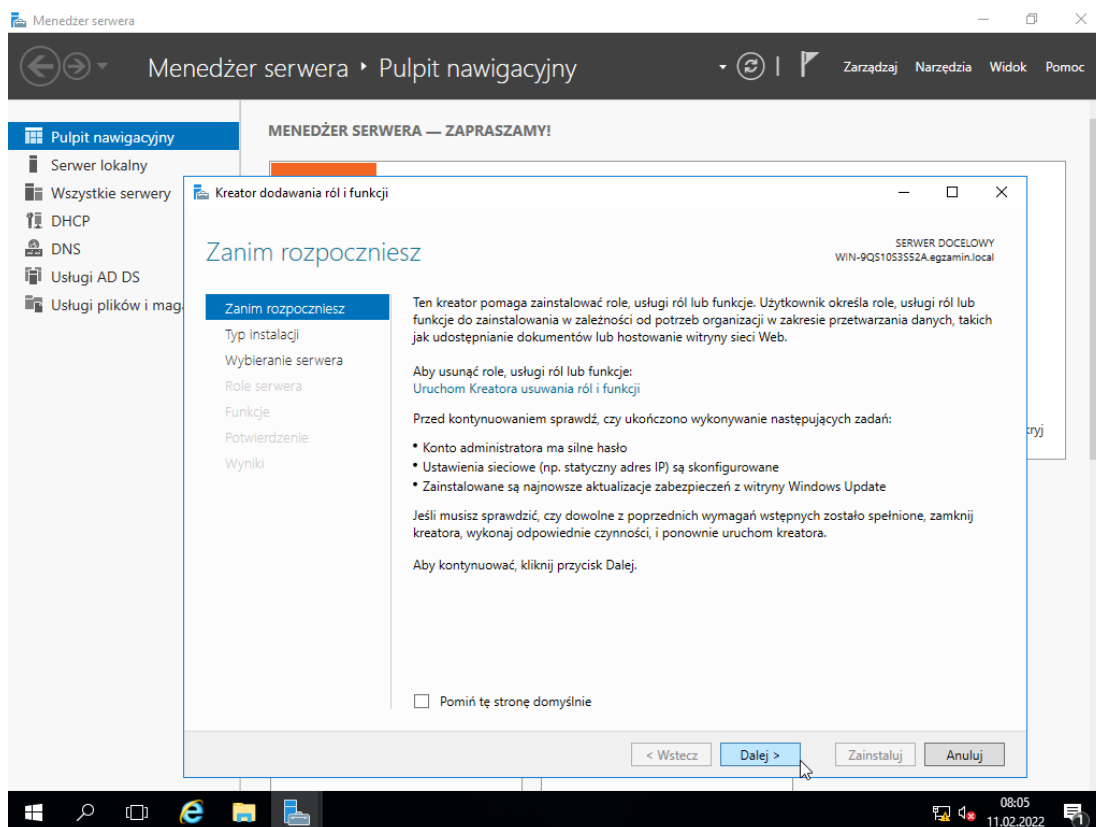 Menedżer serwera
Menedżer serwera
Pulpit nawigacyjny
Zarządzaj
Narzędzia
Widok
Pomoc
Pulpit nawigacyjny
Serwer lokalny
Wszystkie serwery
DHCP
DNS
Usługi AD DS
Usługi plików i
MENEDŻER SERWERA — ZAPRASZAMY!
Kreator dodawania ról i funkcji
Zanim rozpoczniesz
SERWER DOCELOWY
WIN-9QS10S3S52A.egzamin.local
Zanim rozpoczniesz
Typ instalacji
Wybieranie serwera
Role serwera
Funkcje
Potwierdzenie
Wyniki
Ten kreator pomaga zainstalować role, usługi ról lub funkcje. Użytkownik określa role, usługi ról lub
funkcje do zainstalowania w zależności od potrzeb organizacji w zakresie przetwarzania danych, takich
jak udostępnianie dokumentów lub hostowanie witryny sieci Web.
Aby usunąć role, usługi ról lub funkcje:
Uruchom Kreatora usuwania ról i funkcji
Przed kontynuowaniem sprawdź, czy ukończono wykonywanie następujących zadań:
• Konto administratora ma silne hasło
• Ustawienia sieciowe (np. statyczny adres IP) są skonfigurowane
• Zainstalowane są najnowsze aktualizacje zabezpieczeń z witryny Windows Update
Jeśli musisz sprawdzić, czy dowolne z poprzednich wymagań wstępnych zostało spełnione, zamknij
kreatora, wykonaj odpowiednie czynności, i ponownie uruchom kreatora.
Aby kontynuować, kliknij przycisk Dalej.
Pomiń tę stronę domyślnie
< Wstecz
Dalej >
Zainstaluj
Anuluj
08:05
11.02.2022
1